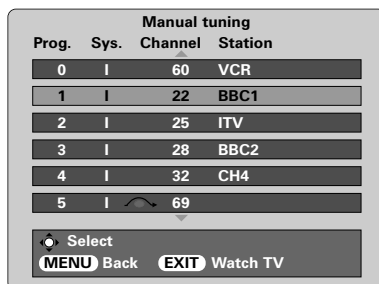 Manual tuning
Prog. Sys. Channel Station
0 I 60 VCR
1 I 22 BBC1
2 I 25 ITV
3 I 28 BBC2
4 I 32 CH4
5 I 69
Select
MENU Back EXIT Watch TV